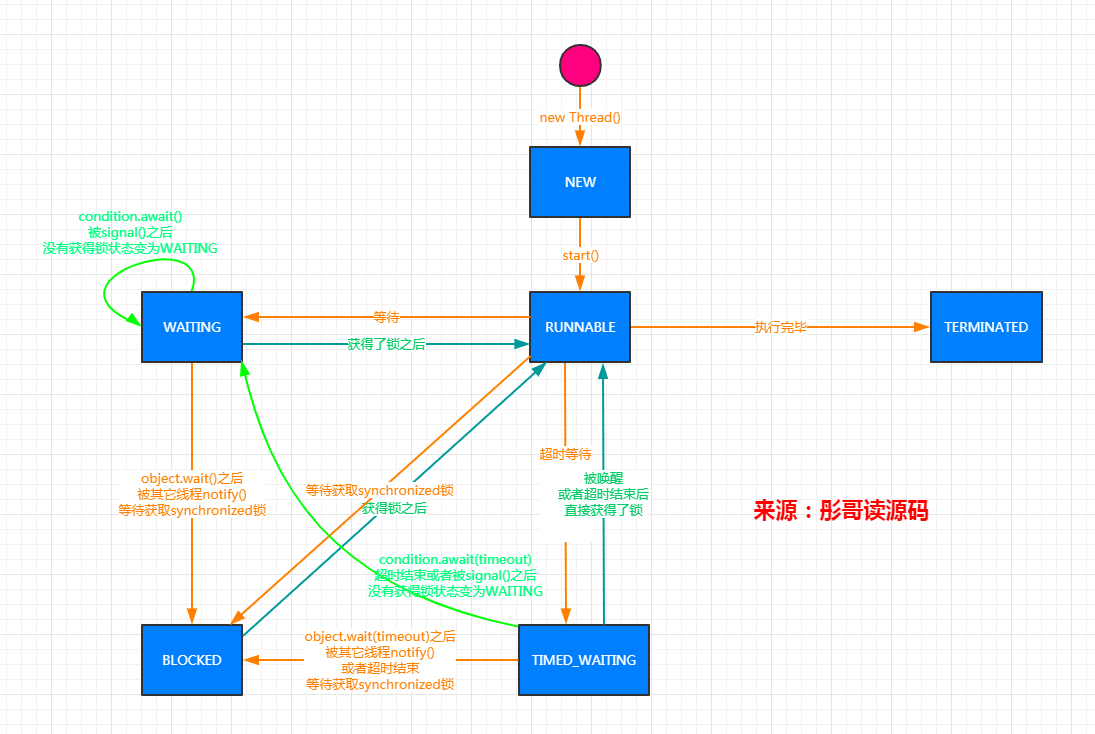 new Thread()
NEW
condition.await()
被signal()之后
没有获得锁状态变为WAITING
start()
WAITING
等待
获得了锁之后
RUNNABLE
执行完毕
TERMINATED
object.wait()之后
被其它线程notify()
等待获取synchronized锁
等待获取synchronized锁
获得锁之后
超时等待
被唤醒
或者超时结束后
直接获得了锁
来源：彤哥读源码
condition.await(timeout)
超时结束或者被signal()之后
没有获得锁状态变为WAITING
BLOCKED
object.wait(timeout)之后
被其它线程notify()
或者超时结束
等待获取synchronized锁
TIMED_WAITING